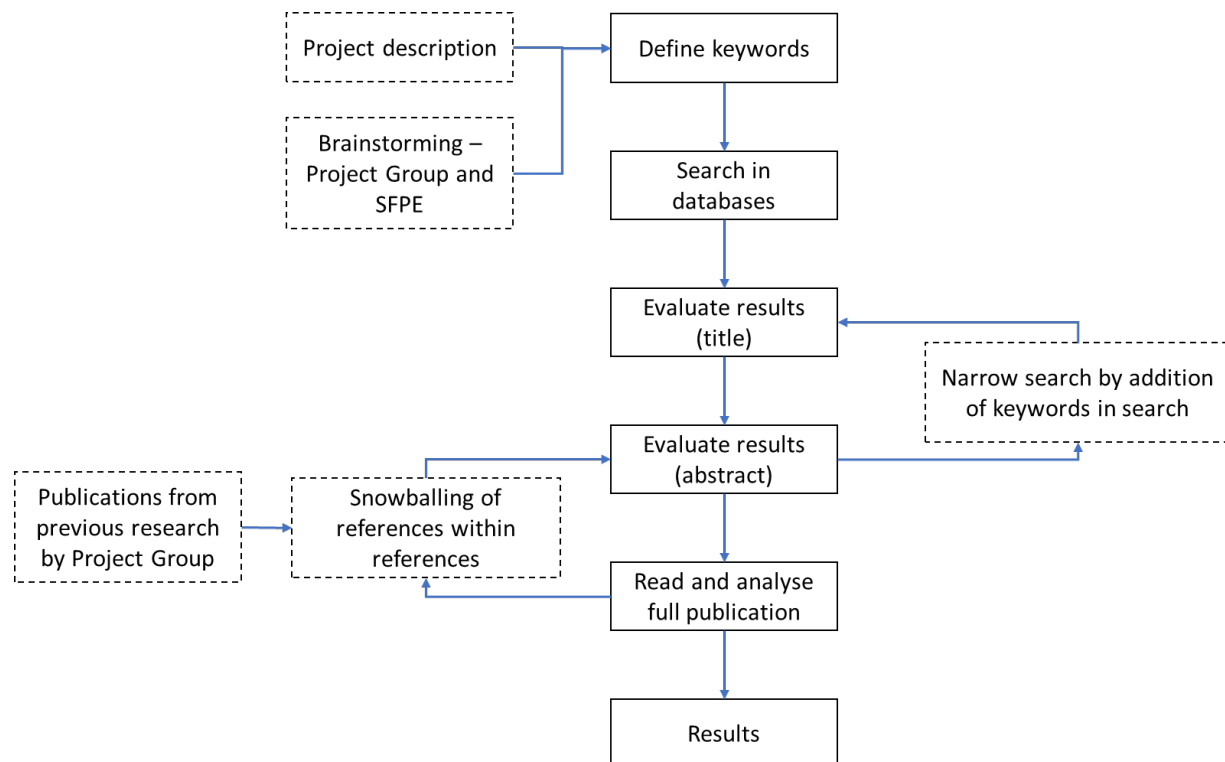 Project description
Define keywords
Brainstorming –
Project Group and
SFPE
Search in
databases
Evaluate results
(title)
Narrow search by addition
of keywords in search
Evaluate results
(abstract)
Publications from
previous research
by Project Group
Snowballing of
references within
references
Read and analyse
full publication
Results